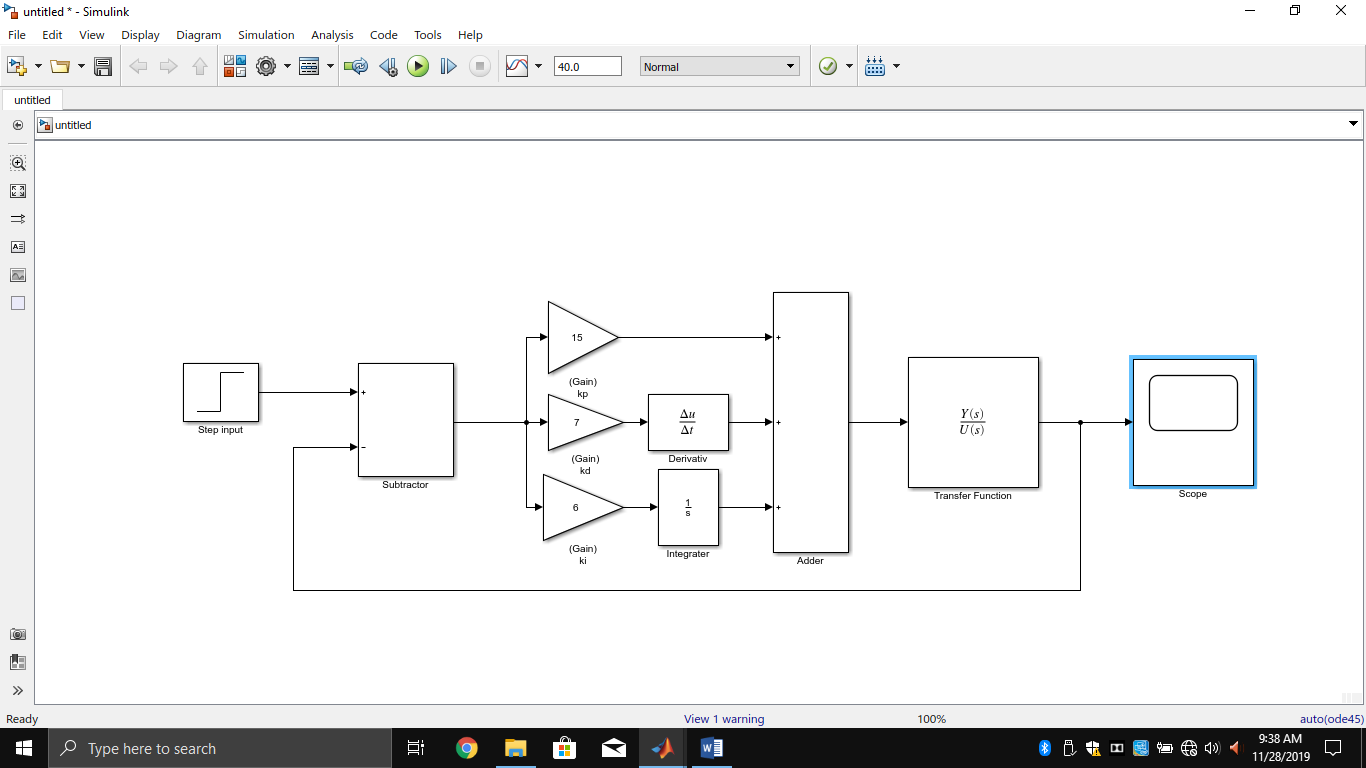 untitled * - Simulink
File Edit View Display Diagram Simulation Analysis Code Tools Help
40.0 Normal
untitled
untitled
15
(Gain)
kp
Step input
+
−
Subtractor
7
(Gain)
kd
Δu
Δt
Derivativ
6
(Gain)
ki
1
s
Integrater
+
+
+
Adder
Y(s)
U(s)
Transfer Function
Scope
Ready View 1 warning 100% auto(ode45)
Type here to search
9:38 AM
11/28/2019